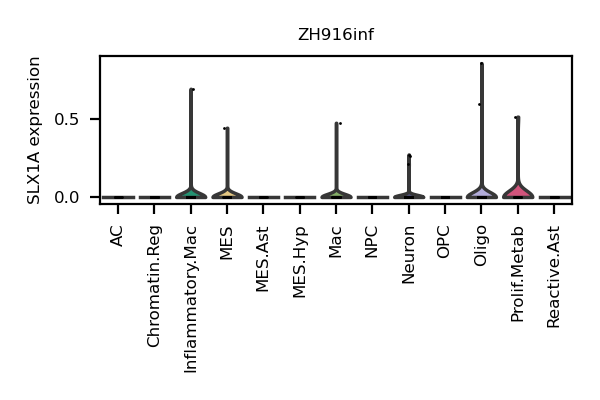 ZH916inf
SLX1A expression
0.5
0.0
AC
Chromatin.Reg
Inflammatory.Mac
MES
MES.Ast
MES.Hyp
Mac
NPC
Neuron
OPC
Oligo
Prolif.Metab
Reactive.Ast